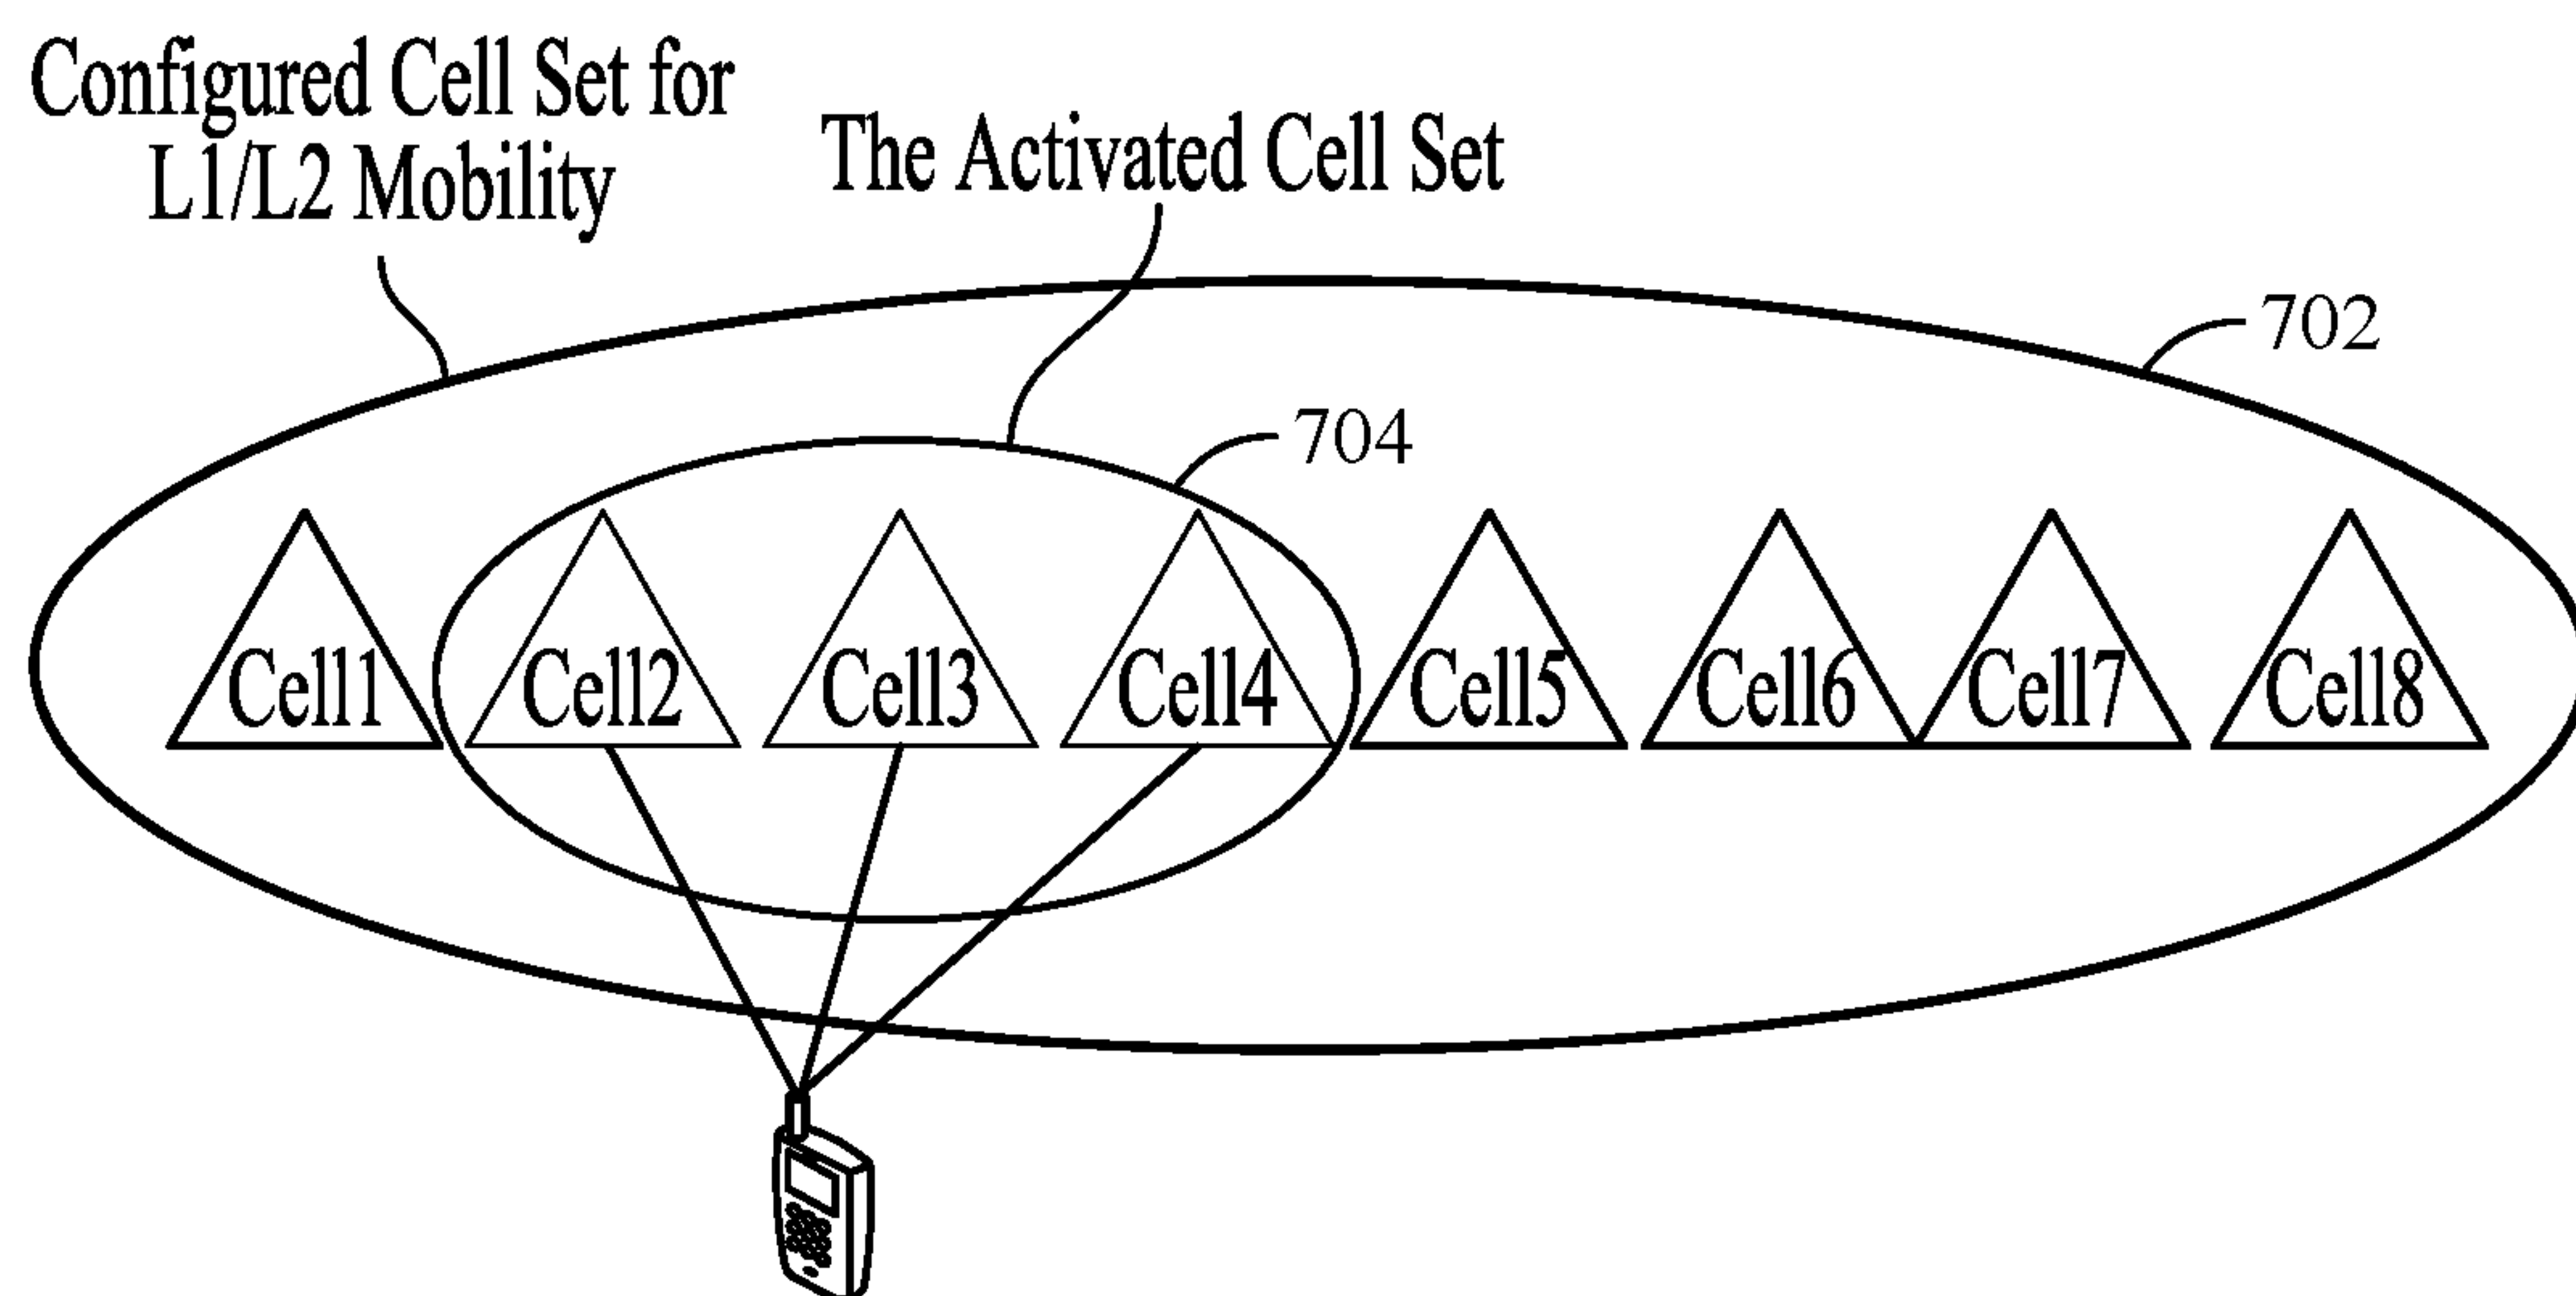 Configured Cell Set for
L1/L2 Mobility
The Activated Cell Set
702
704
Cell1 Cell2 Cell3 Cell4 Cell5 Cell6 Cell7 Cell8